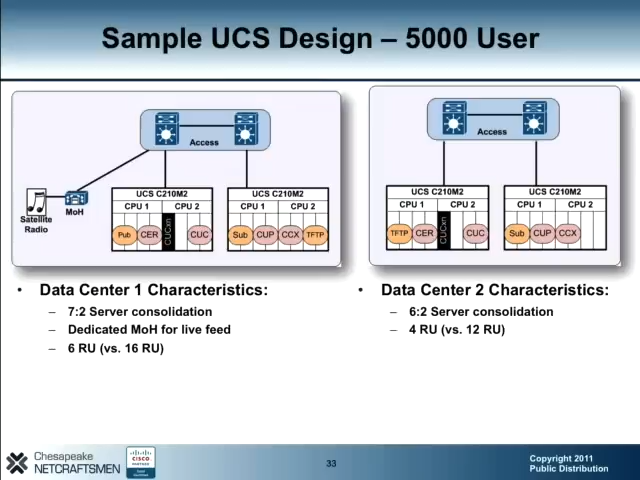 Sample UCS Design – 5000 User
Access
Satellite
Radio
MoH
UCS C210M2
CPU 1 CPU 2
Pub CER CUCxn CUC
UCS C210M2
CPU 1 CPU 2
Sub CUP CCX TFTP
Access
UCS C210M2
CPU 1 CPU 2
TFTP CER CUCxn CUC
UCS C210M2
CPU 1 CPU 2
Sub CUP CCX
• Data Center 1 Characteristics:
– 7:2 Server consolidation
– Dedicated MoH for live feed
– 6 RU (vs. 16 RU)
• Data Center 2 Characteristics:
– 6:2 Server consolidation
– 4 RU (vs. 12 RU)
Chesapeake
NETCRAFTSMEN
CISCO
PARTNER
33
Copyright 2011
Public Distribution